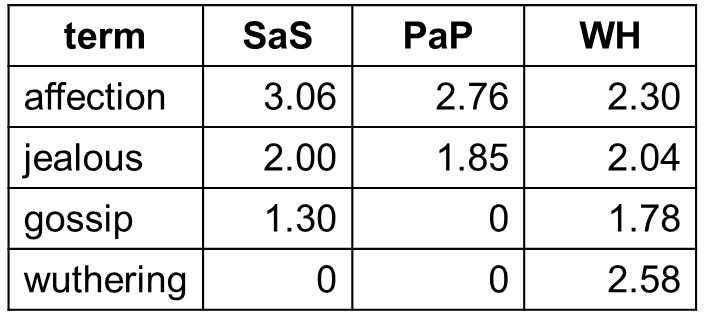 term SaS PaP WH
affection 3.06 2.76 2.30
jealous 2.00 1.85 2.04
gossip 1.30 0 1.78
wuthering 0 0 2.58